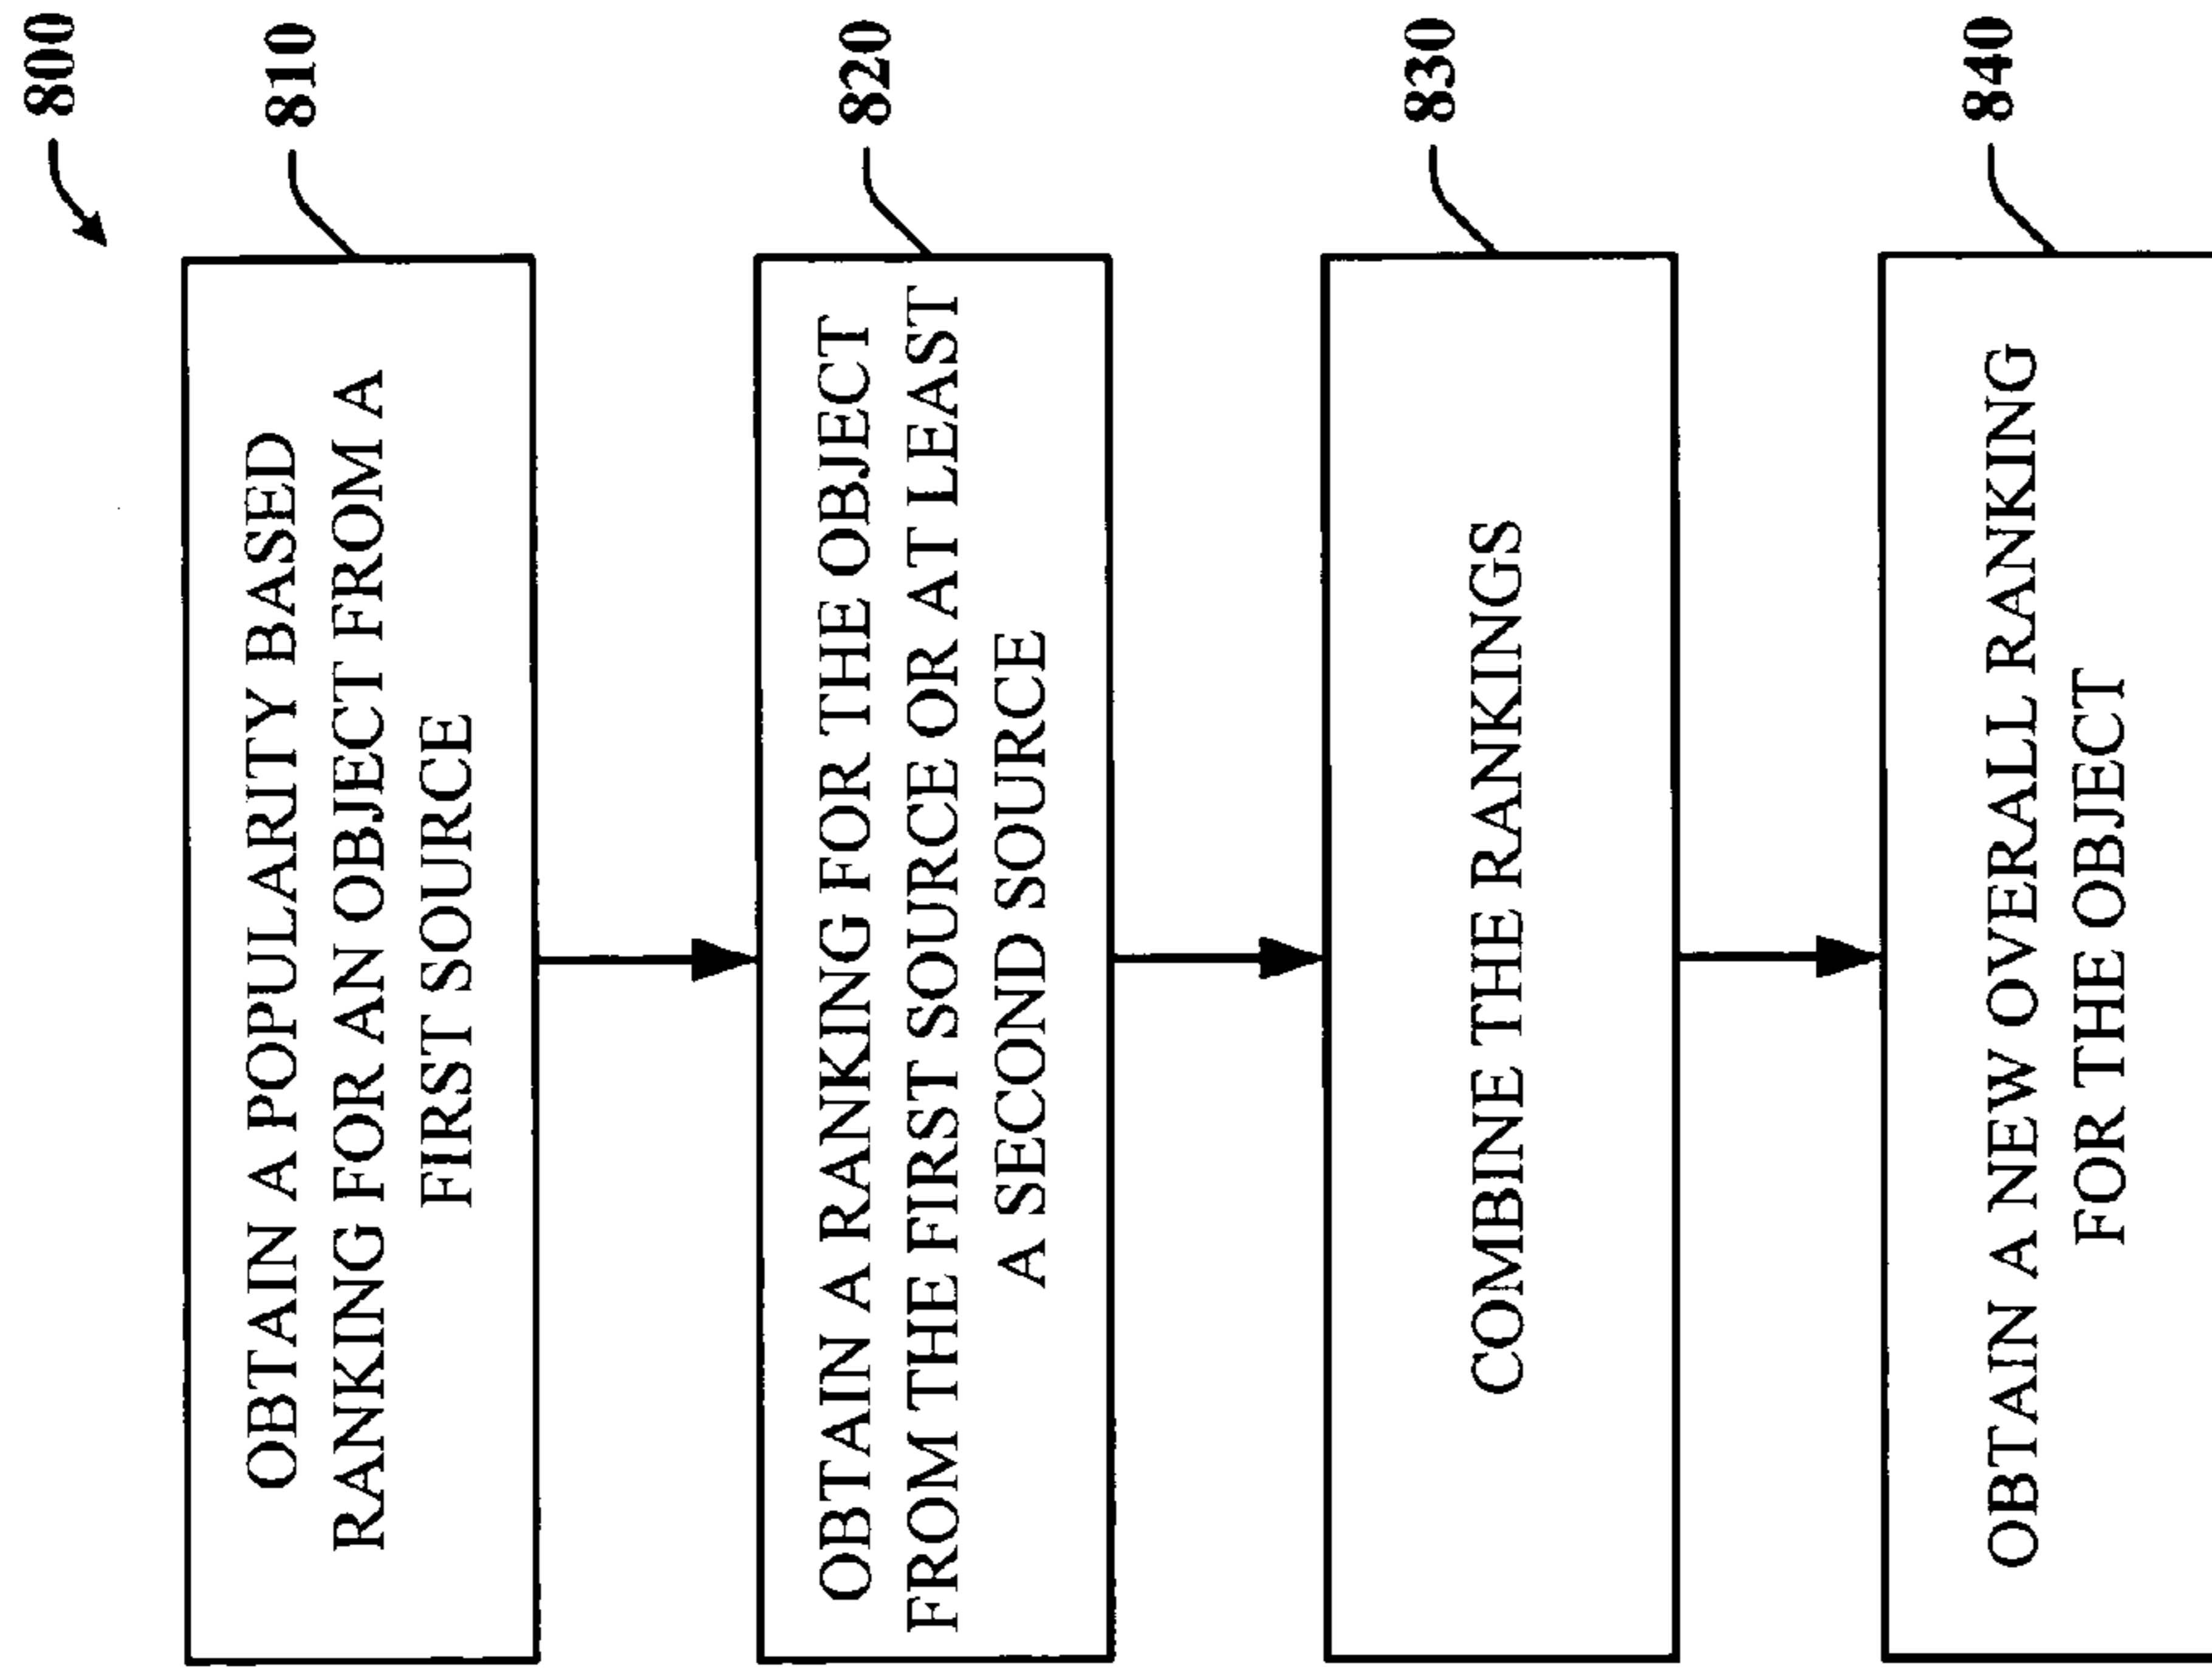 800
810
OBTAIN A POPULARITY BASED
RANKING FOR AN OBJECT FROM A
FIRST SOURCE
820
OBTAIN A RANKING FOR THE OBJECT
FROM THE FIRST SOURCE OR AT LEAST
A SECOND SOURCE
830
COMBINE THE RANKINGS
840
OBTAIN A NEW OVERALL RANKING
FOR THE OBJECT